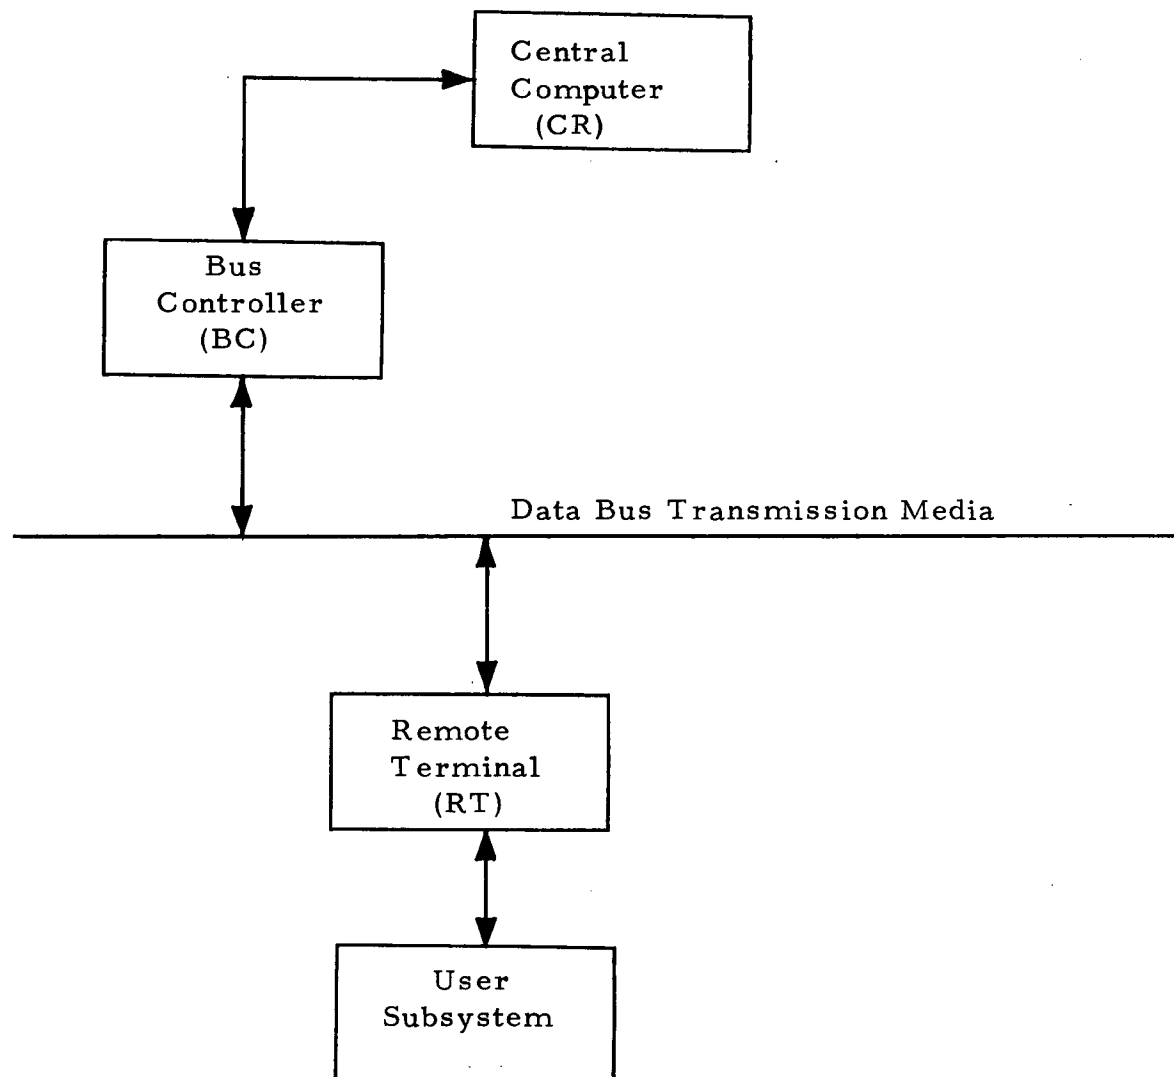 Central
Computer
(CR)
Bus
Controller
(BC)
Data Bus Transmission Media
Remote
Terminal
(RT)
User
Subsystem